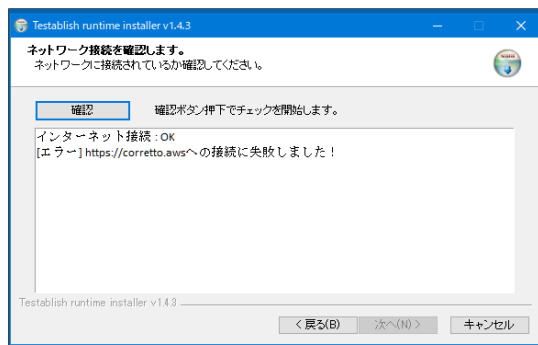 Testablish runtime installer v1.4.3
ネットワーク接続を確認します。
ネットワークに接続されているか確認してください。
確認 確認ボタン押下でチェックを開始します。
インターネット接続:OK
[エラー] https://corretto.awsへの接続に失敗しました!
Testablish runtime installer v1.4.3
< 戻る(B) 次へ(N) > キャンセル